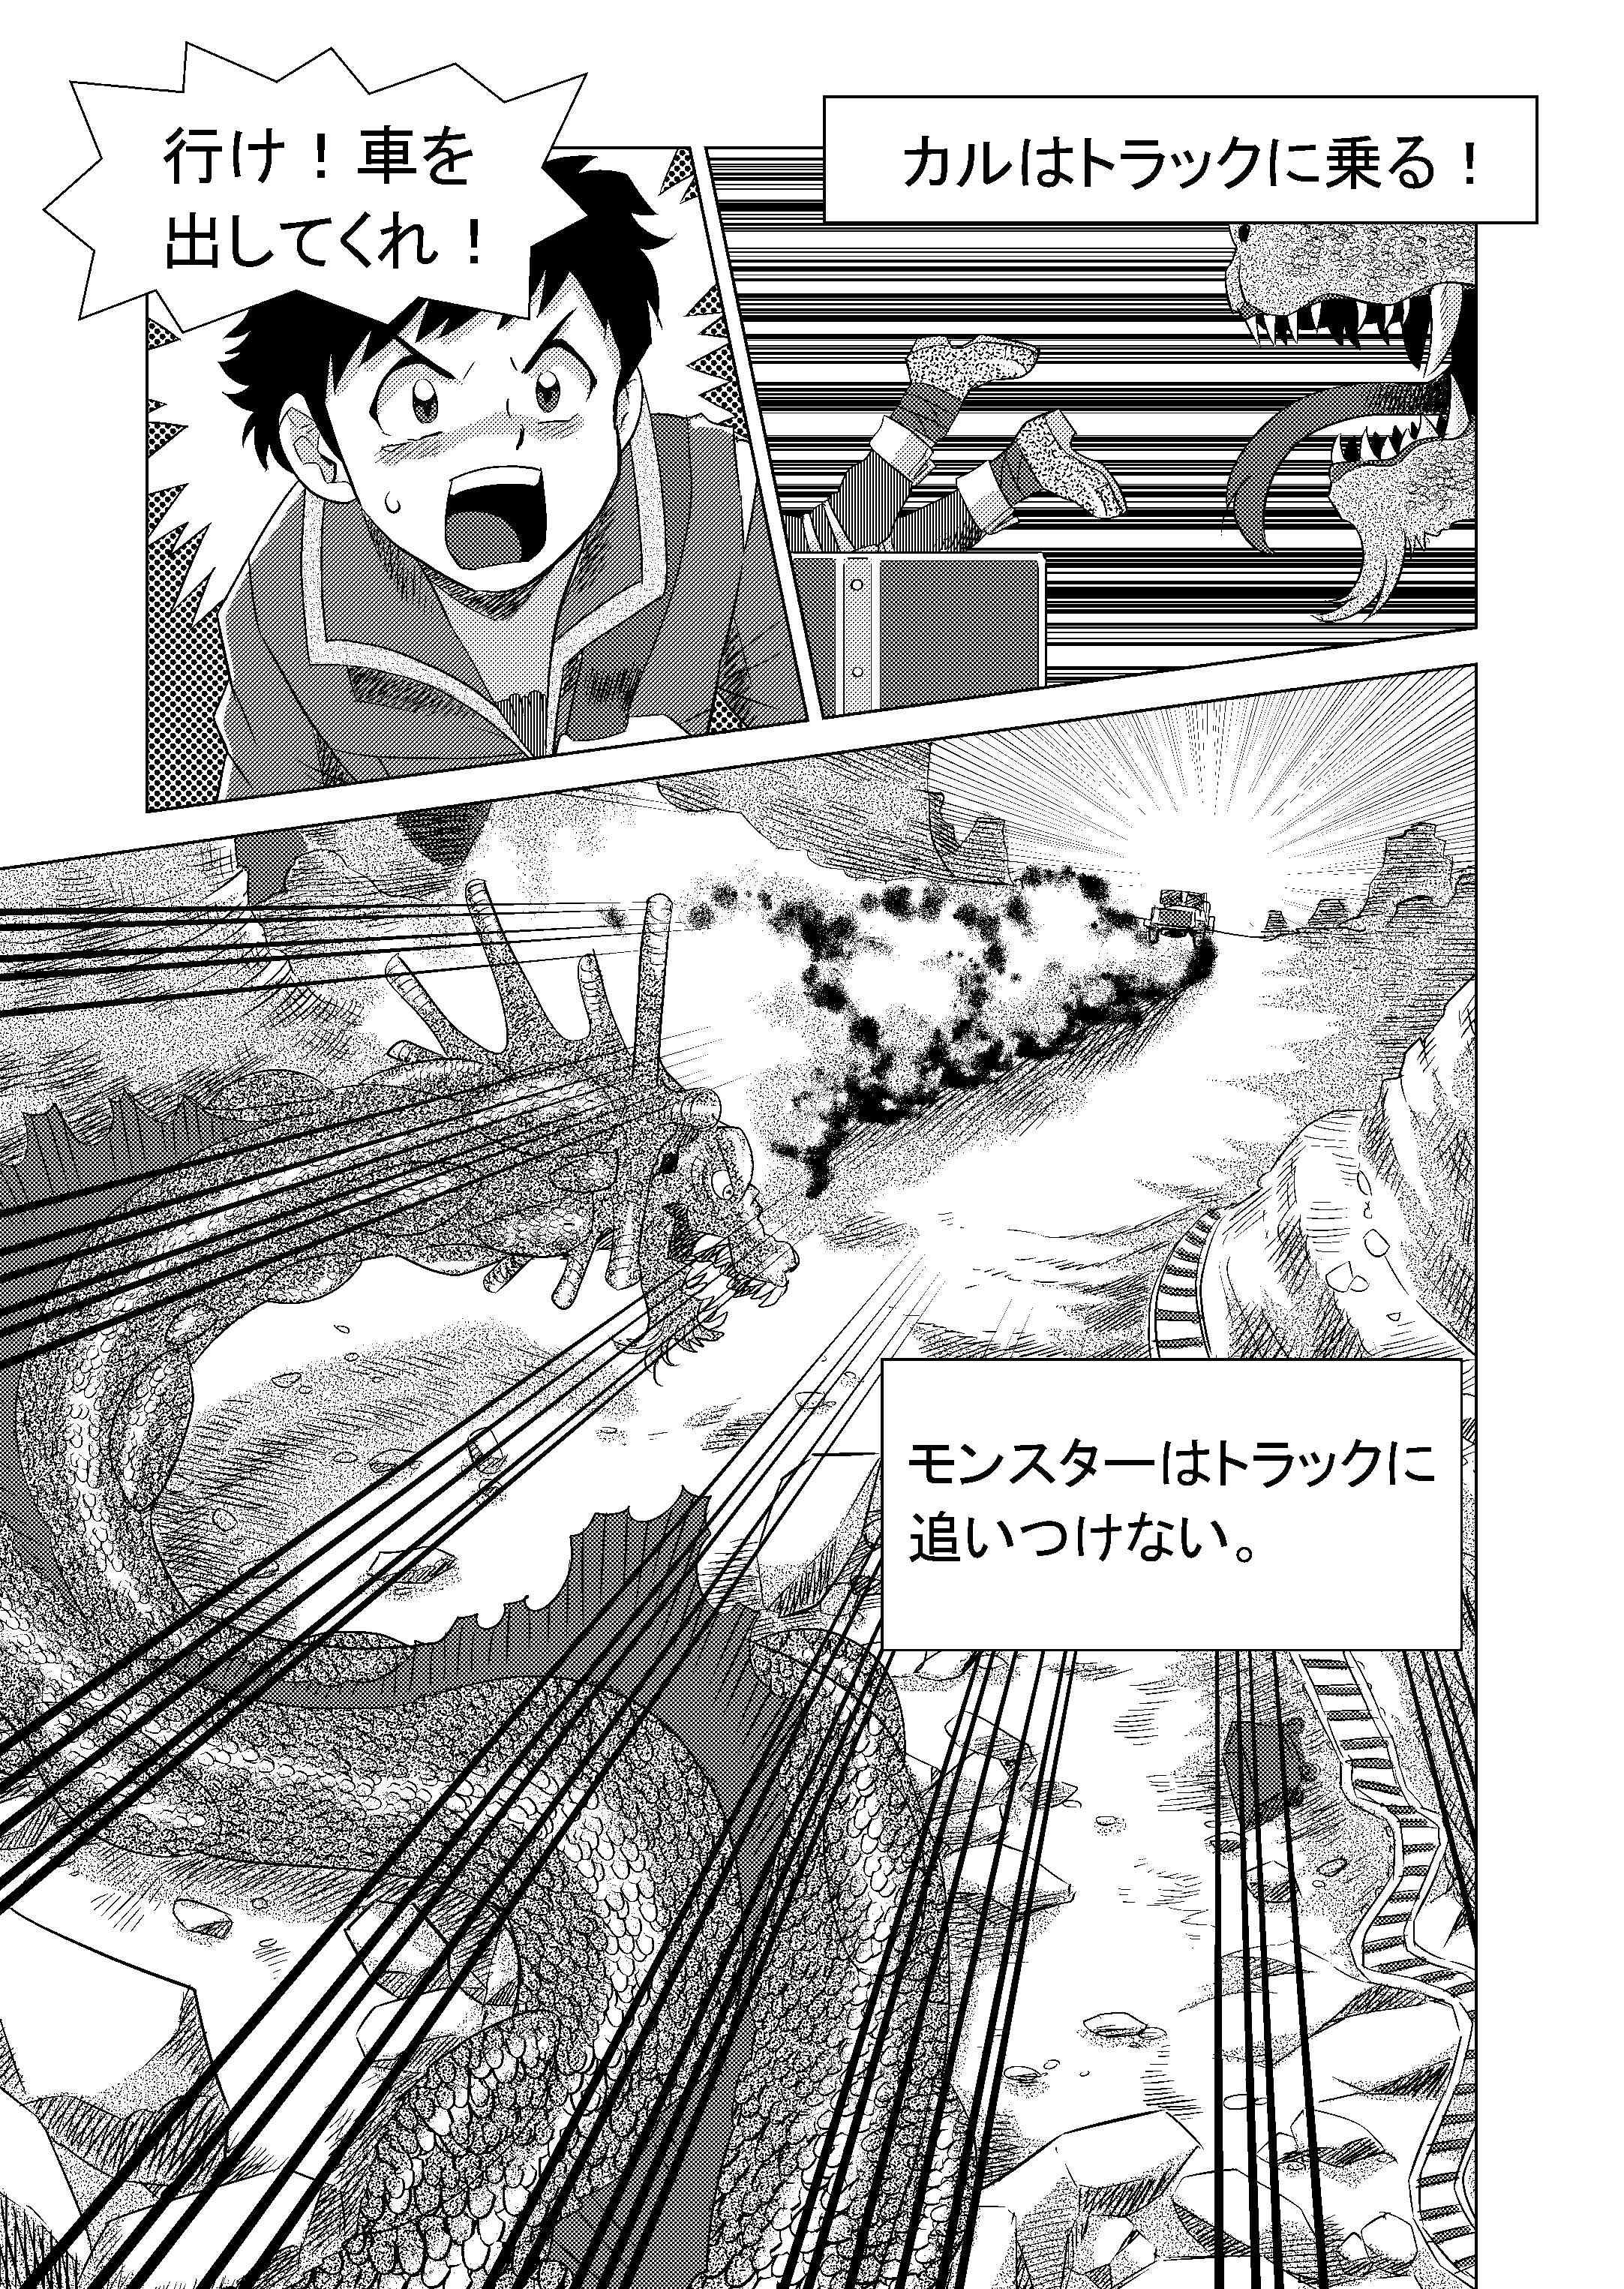 カルはトラックに乗る！
行け！車を
出してくれ！
モンスターはトラックに
追いつけない。